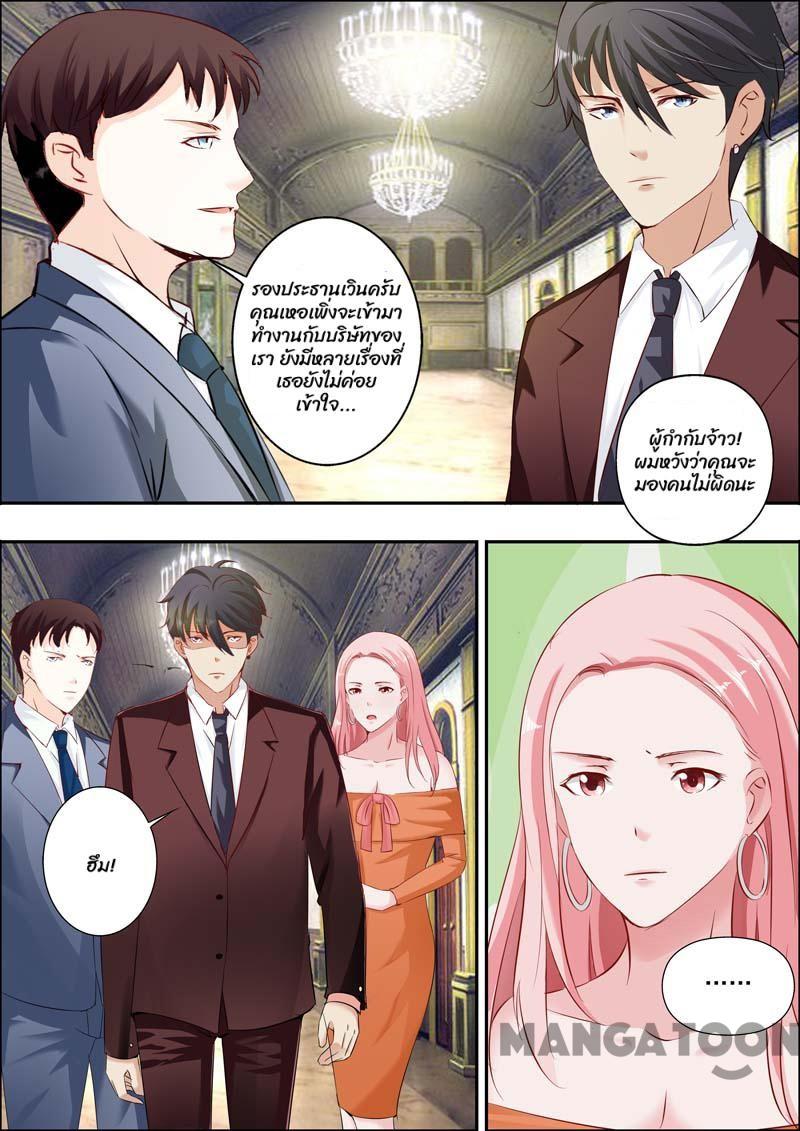 รองประธานเวินครับ
คุณเหอเพิ่งจะเข้ามา
ทำงานกับบริษัทของ
เรา ยังมีหลายเรื่องที่
เธอยังไม่ค่อย
เข้าใจ...
ผู้กำกับจ้าว!
ผมหวังว่าคุณจะ
มองคนไม่ผิดนะ
ฮึม!
......
MANGATOON